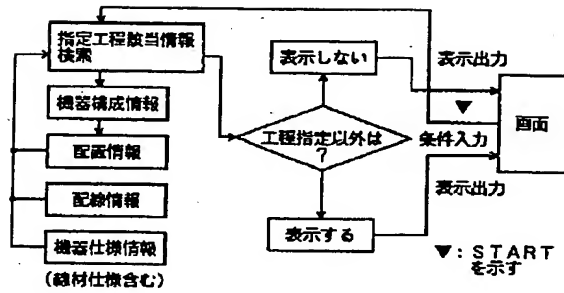 指定工程該当情報
検索
機器構成情報
配置情報
配線情報
機器仕様情報
(線材仕様含む)
表示しない
工程指定以外は
?
表示する
表示出力
▼
条件入力
表示出力
画面
▼: START
を示す